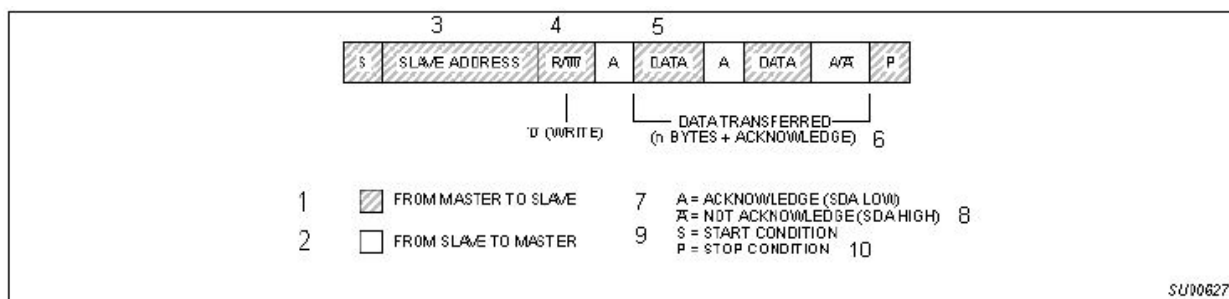 3 4 5
S SLAVE ADDRESS R/W̅ A DATA A DATA A/A̅ P
'0' (WRITE)
DATA TRANSFERRED
(n BYTES + ACKNOWLEDGE) 6
1 FROM MASTER TO SLAVE
2 FROM SLAVE TO MASTER
7 A = ACKNOWLEDGE (SDA LOW)
A̅ = NOT ACKNOWLEDGE (SDA HIGH) 8
9 S = START CONDITION
P = STOP CONDITION 10
SU00627